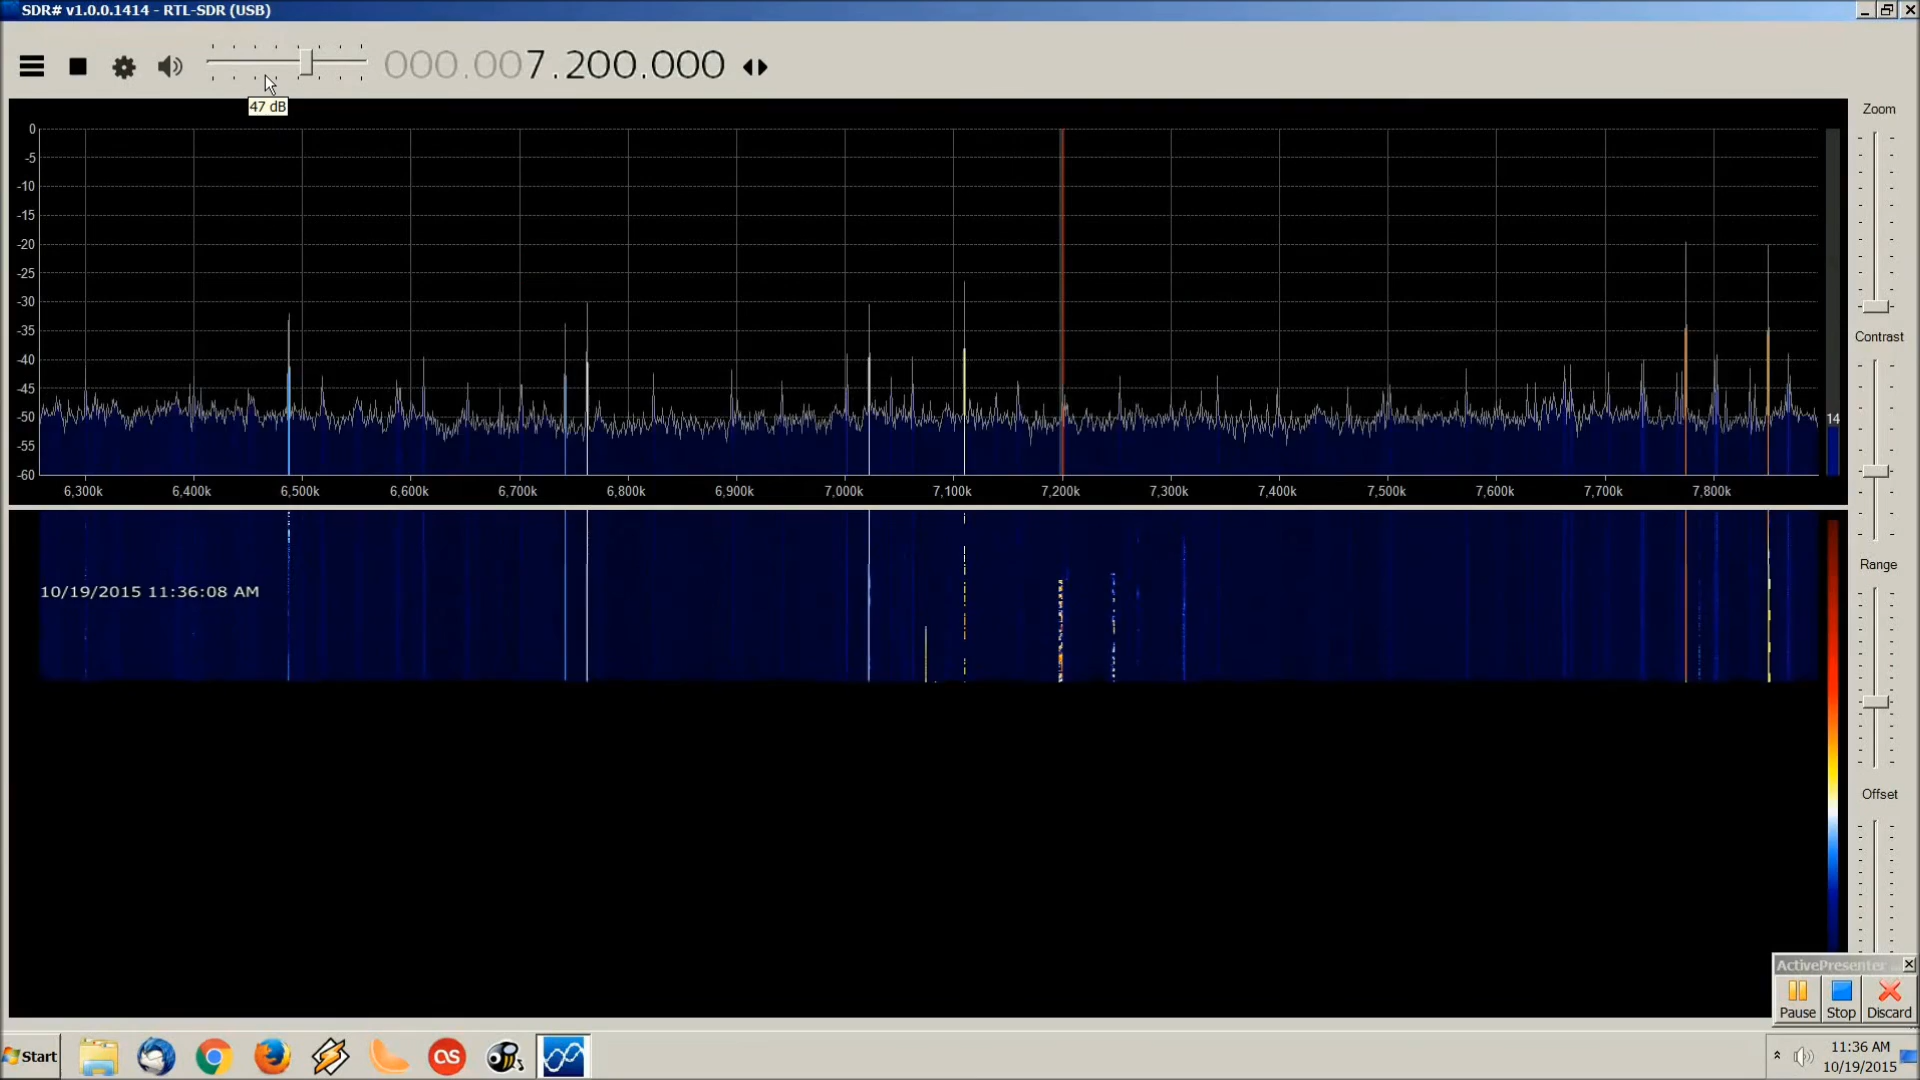 SDR# v1.0.0.1414 - RTL-SDR (USB)
000.007.200.000
47 dB
Zoom
0
-5
-10
-15
-20
-25
-30
-35
-40
-45
-50
-55
-60
14
6,300k 6,400k 6,500k 6,600k 6,700k 6,800k 6,900k 7,000k 7,100k 7,200k 7,300k 7,400k 7,500k 7,600k 7,700k 7,800k
Contrast
Range
Offset
10/19/2015 11:36:08 AM
ActivePresenter
Pause Stop Discard
Start
11:36 AM
10/19/2015